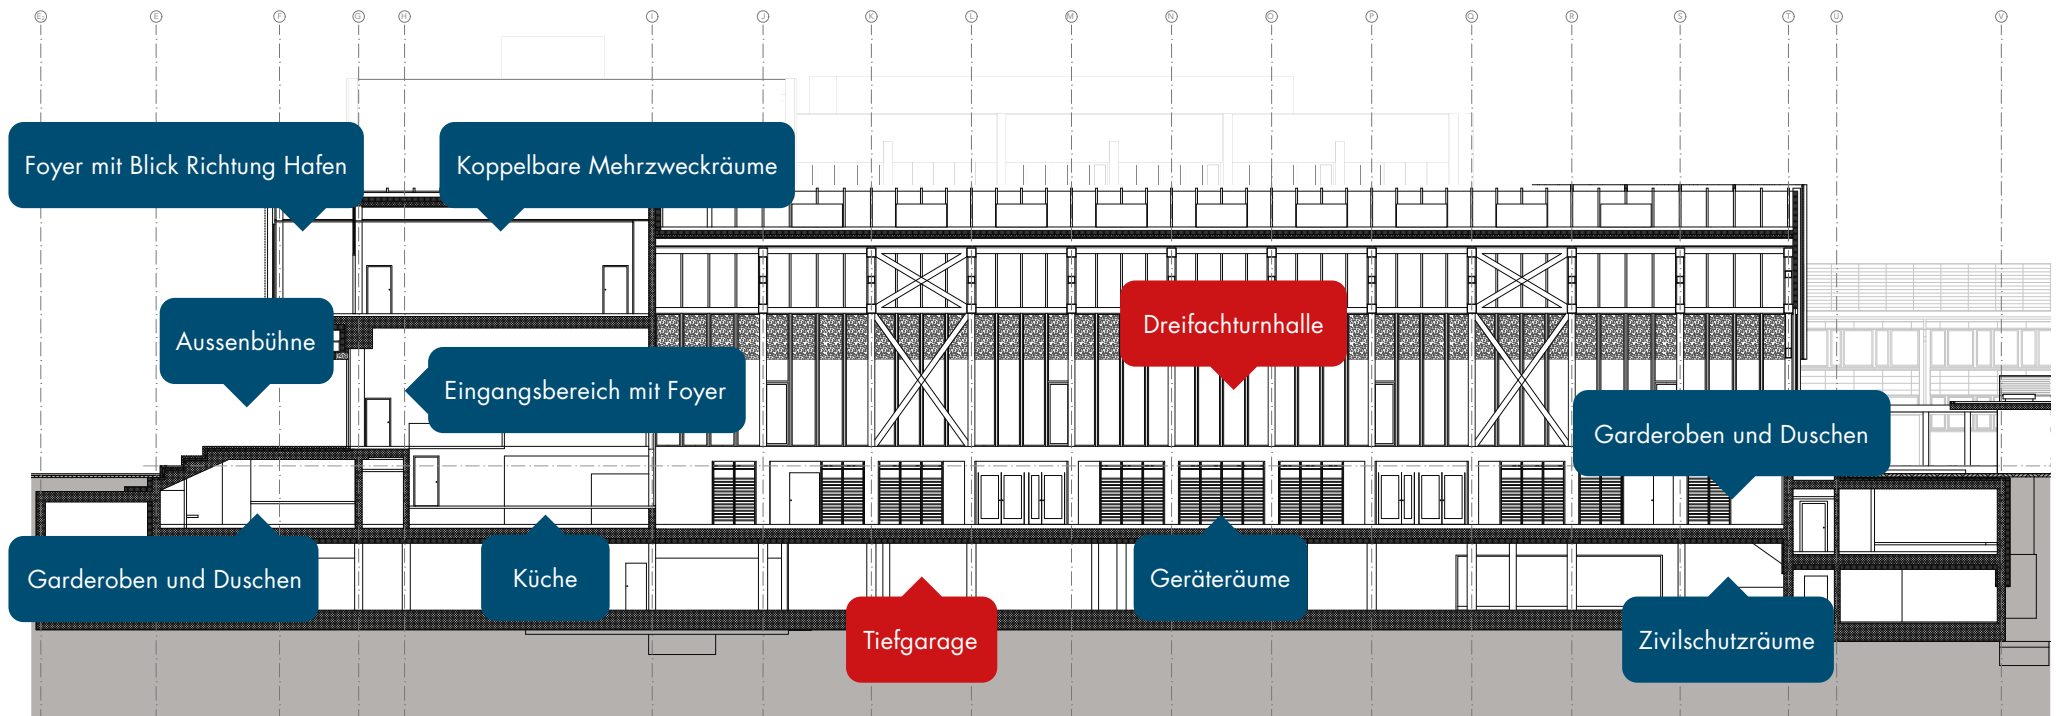 E₂ E F G H I J K L M N O P Q R S T U V
Foyer mit Blick Richtung Hafen
Koppelbare Mehrzweckräume
Dreifachturnhalle
Aussenbühne
Eingangsbereich mit Foyer
Garderoben und Duschen
Garderoben und Duschen
Küche
Geräteräume
Tiefgarage
Zivilschutzräume